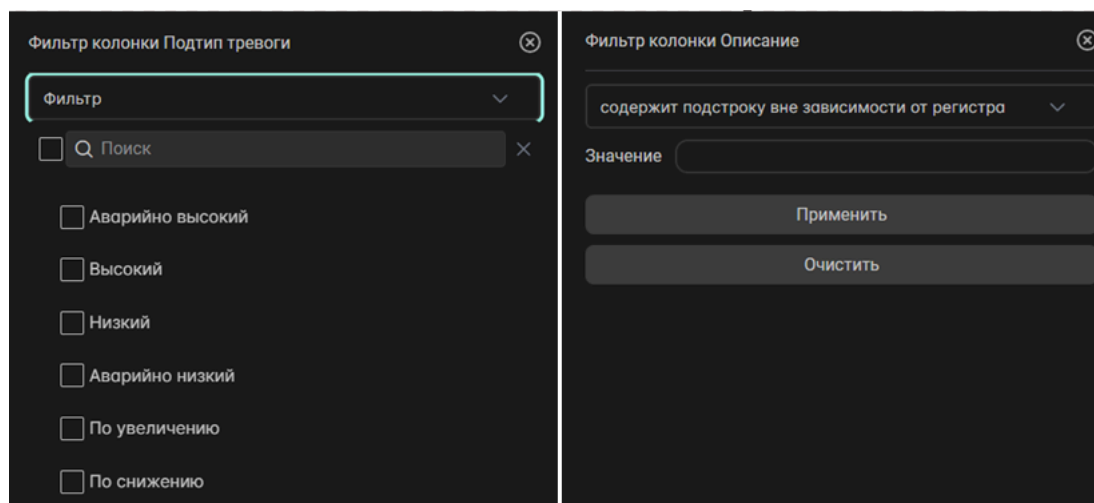 Фильтр колонки Подтип тревоги
Фильтр
Поиск
Аварийно высокий
Высокий
Низкий
Аварийно низкий
По увеличению
По снижению
Фильтр колонки Описание
содержит подстроку вне зависимости от регистра
Значение
Применить
Очистить